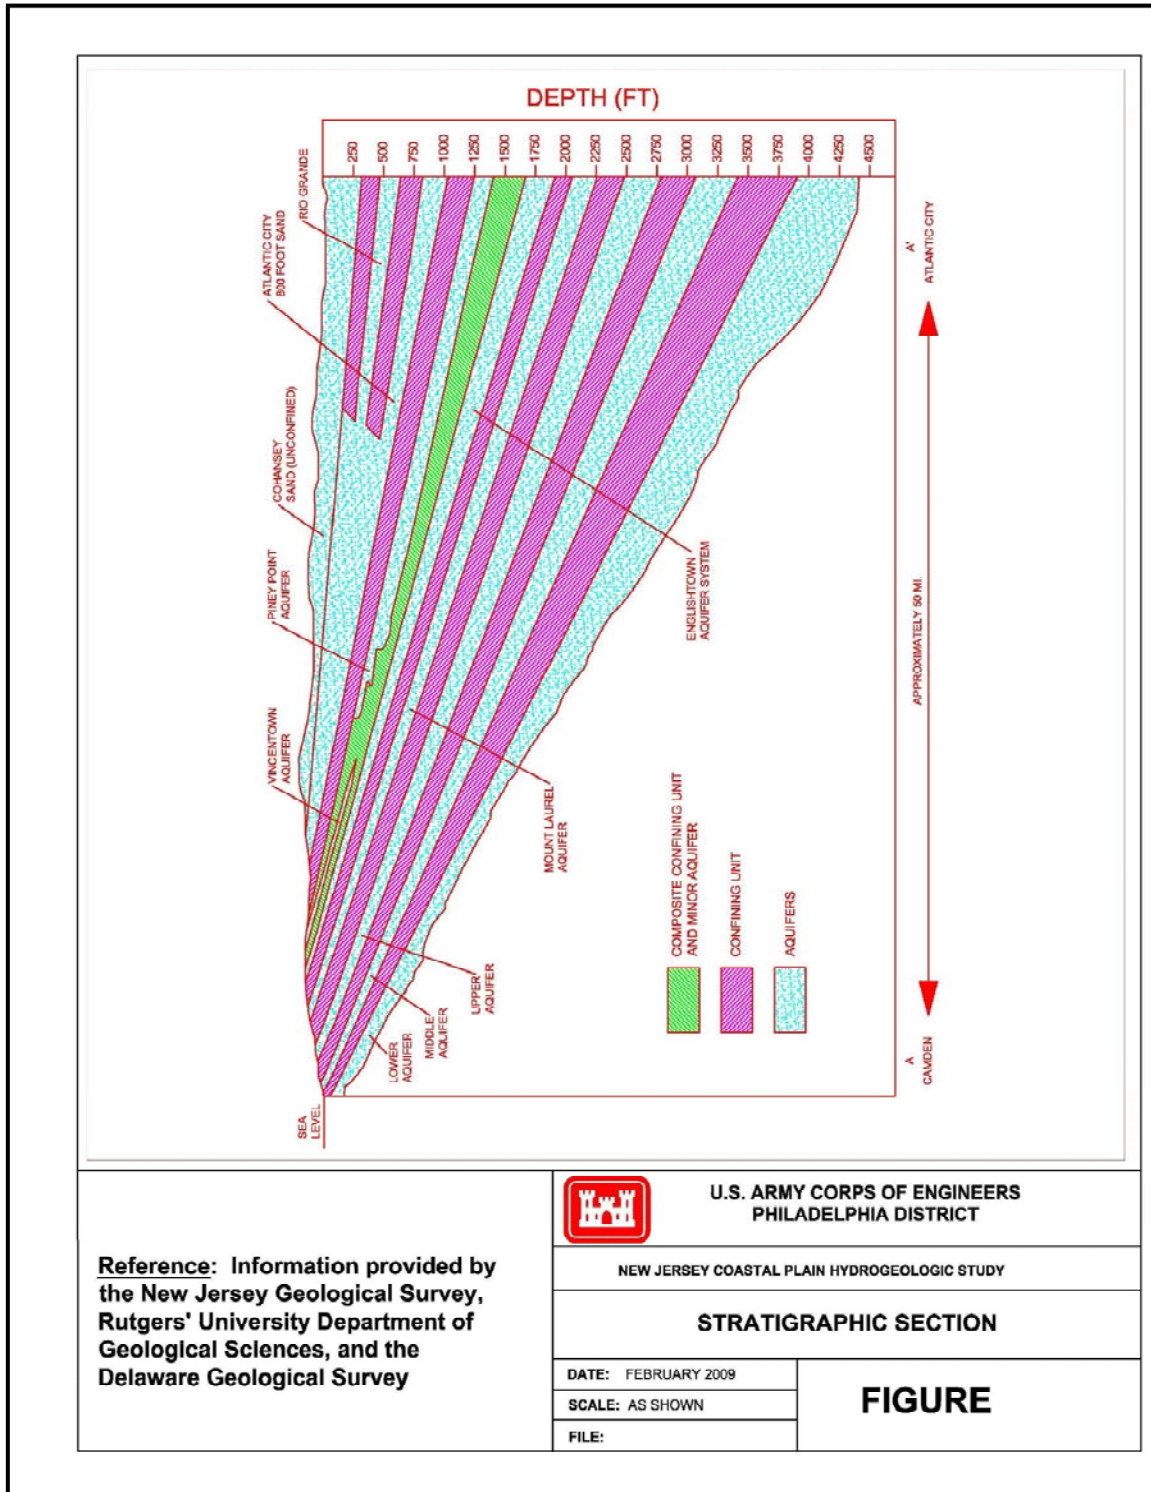 DEPTH (FT)
250
500
750
1000
1250
1500
1750
2000
2250
2500
2750
3000
3250
3500
3750
4000
4250
4500
RIO GRANDE
ATLANTIC CITY
800 FOOT SAND
COHANSEY
SAND (UNCONFINED)
PINEY POINT
AQUIFER
VINCENTOWN
AQUIFER
ENGLISHTOWN
AQUIFER SYSTEM
MOUNT LAUREL
AQUIFER
UPPER
AQUIFER
MIDDLE
AQUIFER
LOWER
AQUIFER
SEA
LEVEL
COMPOSITE CONFINING UNIT
AND MINOR AQUIFER
CONFINING UNIT
AQUIFERS
A'
ATLAINTIC CITY
APPROXIMATELY 50 MI.
A
CAMDEN
Reference: Information provided by
the New Jersey Geological Survey,
Rutgers' University Department of
Geological Sciences, and the
Delaware Geological Survey
U.S. ARMY CORPS OF ENGINEERS
PHILADELPHIA DISTRICT
NEW JERSEY COASTAL PLAIN HYDROGEOLOGIC STUDY
STRATIGRAPHIC SECTION
DATE: FEBRUARY 2009
SCALE: AS SHOWN
FILE:
FIGURE